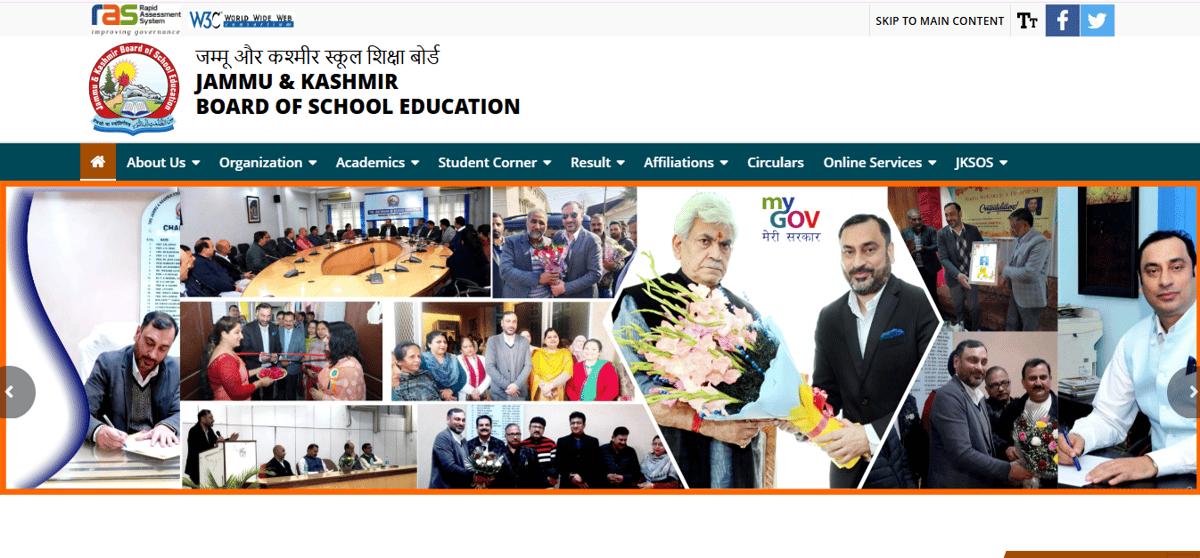 ras Rapid
Assessment
System
improving governance
W3C WORLD WIDE WEB
consortium
SKIP TO MAIN CONTENT
TT
f
Jammu & Kashmir Board of School Education
जम्मू और कश्मीर स्कूल शिक्षा बोर्ड
JAMMU & KASHMIR
BOARD OF SCHOOL EDUCATION
About Us
Organization
Academics
Student Corner
Result
Affiliations
Circulars
Online Services
JKSOS
my
GOV
मेरी सरकार
Congratulations!